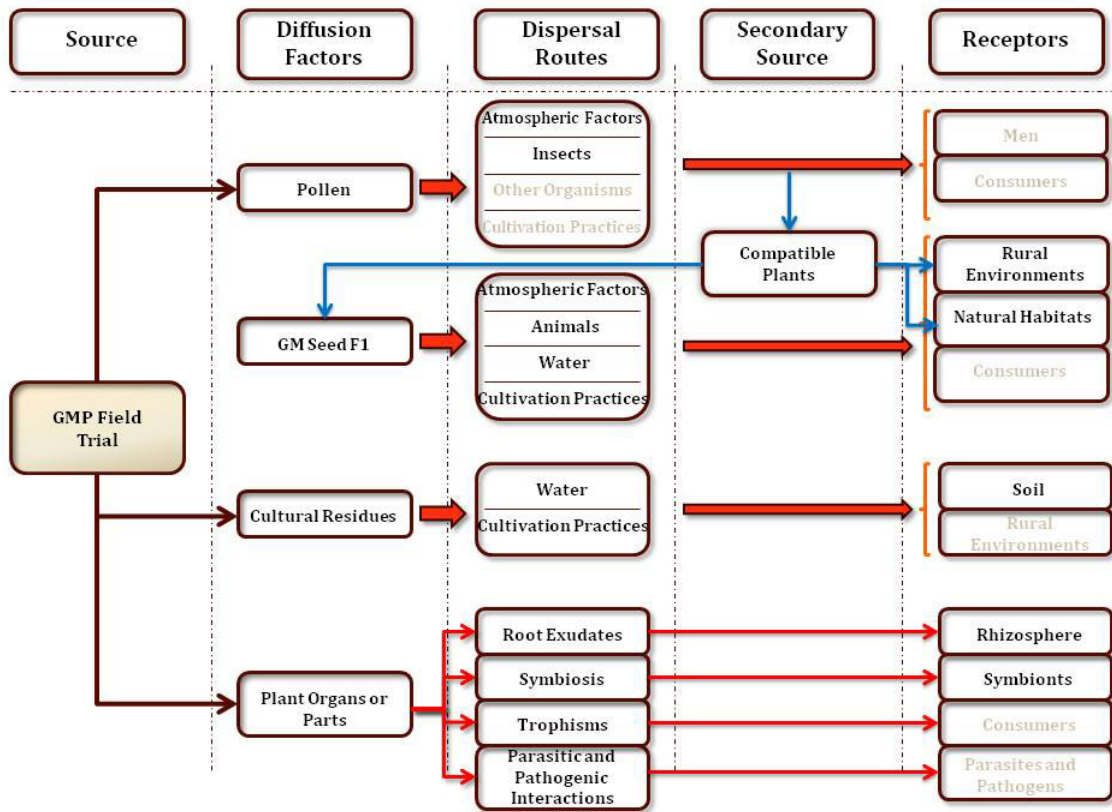 Source
Diffusion
Factors
Dispersal
Routes
Secondary
Source
Receptors
Atmospheric Factors
Insects
Other Organisms
Cultivation Practices
Pollen
Men
Consumers
Compatible
Plants
Rural
Environments
Natural Habitats
Consumers
GM Seed F1
Atmospheric Factors
Animals
Water
Cultivation Practices
GMP Field
Trial
Cultural Residues
Water
Cultivation Practices
Soil
Rural
Environments
Plant Organs or
Parts
Root Exudates
Rhizosphere
Symbiosis
Symbionts
Trophisms
Consumers
Parasitic and
Pathogenic
Interactions
Parasites and
Pathogens